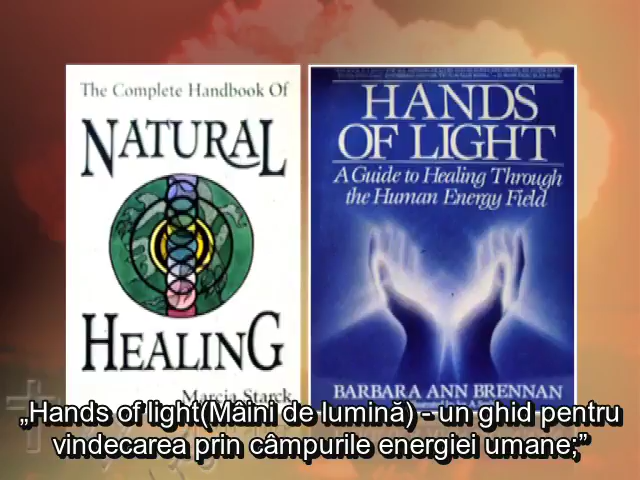 The Complete Handbook Of
NATURAL
HEALING
Marcia Starck
HANDS
OF LIGHT
A Guide to Healing Through
the Human Energy Field
BARBARA ANN BRENNAN
„Hands of light(Mâini de lumină) - un ghid pentru
vindecarea prin câmpurile energiei umane;”